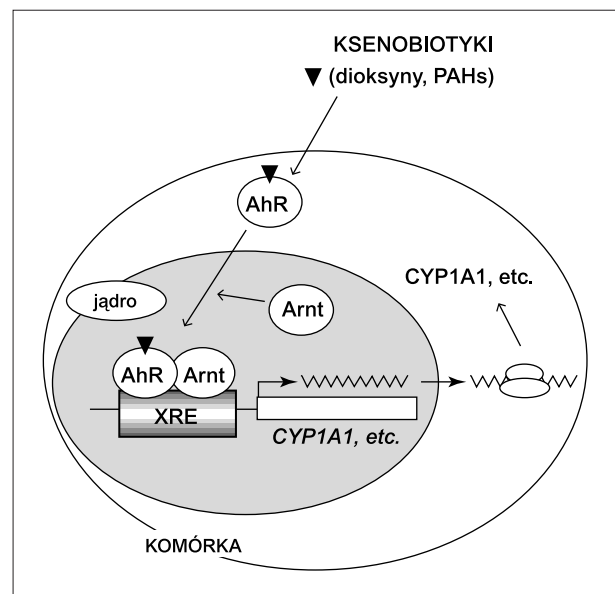 KSENOBIOTYKI
(dioksyny, PAHs)
AhR
jądro
Arnt
CYP1A1, etc.
AhR
Arnt
XRE
CYP1A1, etc.
KOMÓRKA